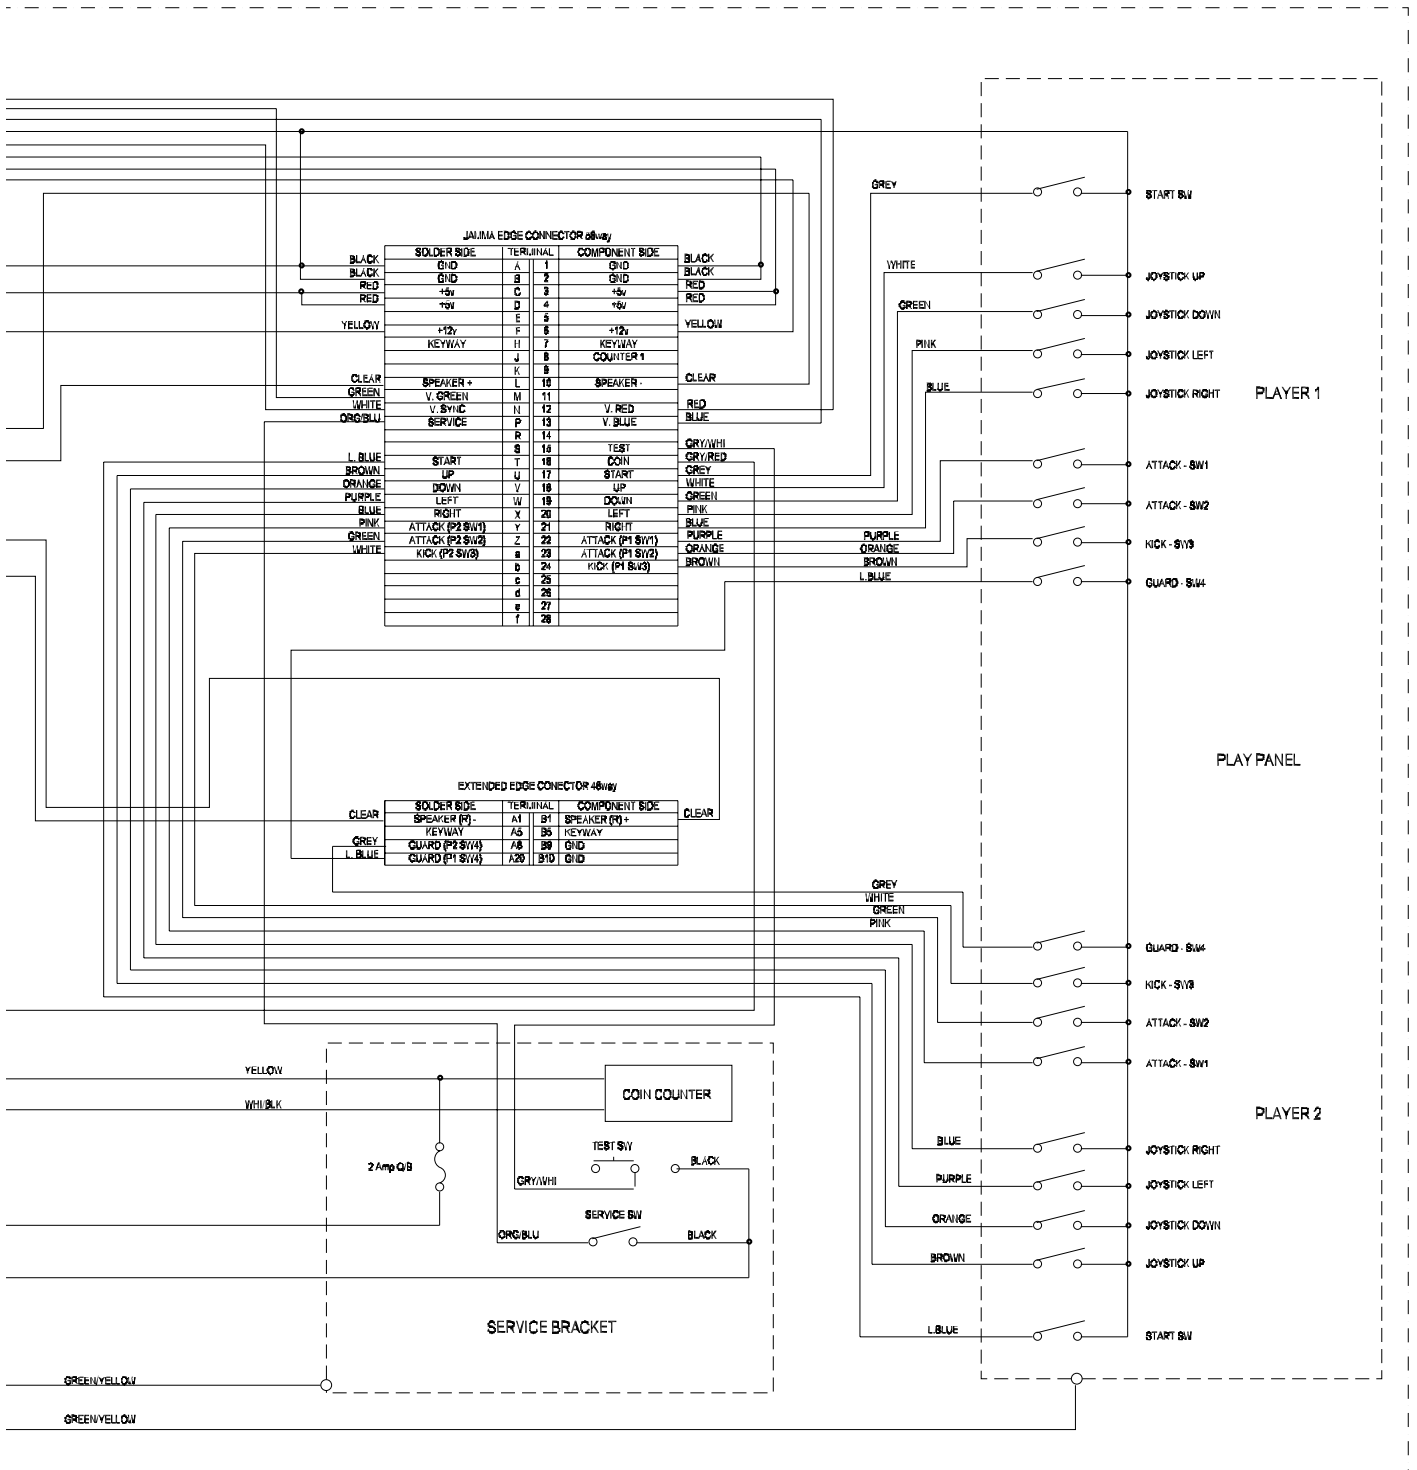 JAMMA EDGE CONNECTOR 56way
SOLDER SIDE TERMINAL COMPONENT SIDE
BLACK GND A 1 GND BLACK
BLACK GND B 2 GND BLACK
RED +5v C 3 +5v RED
RED +5v D 4 +5v RED
E 5
YELLOW +12v F 6 +12v YELLOW
KEYWAY H 7 KEYWAY
J 8 COUNTER 1
K 9
CLEAR SPEAKER + L 10 SPEAKER - CLEAR
GREEN V. GREEN M 11
WHITE V. SYNC N 12 V. RED RED
ORG/BLU SERVICE P 13 V. BLUE BLUE
R 14
S 15 TEST GRY/WHI
L. BLUE START T 16 COIN GRY/RED
BROWN UP U 17 START GREY
ORANGE DOWN V 18 UP WHITE
PURPLE LEFT W 19 DOWN GREEN
BLUE RIGHT X 20 LEFT PINK
PINK ATTACK (P2 SW1) Y 21 RIGHT BLUE
GREEN ATTACK (P2 SW2) Z 22 ATTACK (P1 SW1) PURPLE
WHITE KICK (P2 SW3) a 23 ATTACK (P1 SW2) ORANGE
b 24 KICK (P1 SW3) BROWN
c 25
d 26
e 27
f 28
EXTENDED EDGE CONECTOR 48way
SOLDER SIDE TERMINAL COMPONENT SIDE
CLEAR SPEAKER (R) - A1 B1 SPEAKER (R) + CLEAR
KEYWAY A5 B5 KEYWAY
GREY GUARD (P2 SW4) A8 B9 GND
L. BLUE GUARD (P1 SW4) A20 B10 GND
GREY START SW
WHITE JOYSTICK UP
GREEN JOYSTICK DOWN
PINK JOYSTICK LEFT
BLUE JOYSTICK RIGHT
PLAYER 1
ATTACK - SW1
ATTACK - SW2
PURPLE
KICK - SW3
ORANGE
BROWN
L.BLUE GUARD - SW4
PLAY PANEL
GREY
WHITE
GREEN
PINK
GUARD - SW4
KICK - SW3
ATTACK - SW2
ATTACK - SW1
PLAYER 2
BLUE JOYSTICK RIGHT
PURPLE JOYSTICK LEFT
ORANGE JOYSTICK DOWN
BROWN JOYSTICK UP
L.BLUE START SW
YELLOW
WHI/BLK
COIN COUNTER
2 Amp Q/B
TEST SW
BLACK
GRY/WHI
SERVICE SW
ORG/BLU BLACK
SERVICE BRACKET
GREEN/YELLOW
GREEN/YELLOW